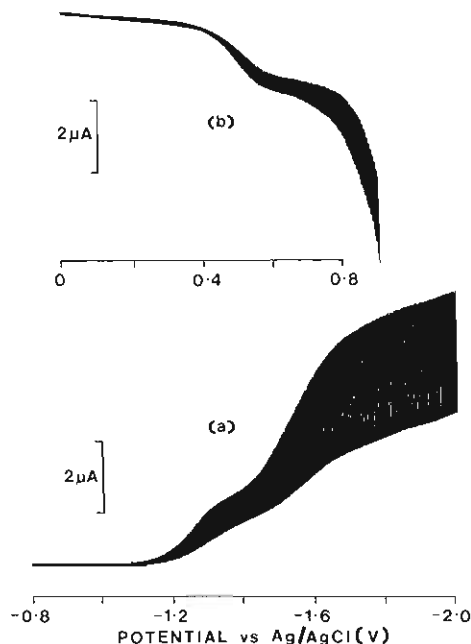 (b)
2µA
0 0·4 0·8
(a)
2µA
-0·8 -1·2 -1·6 -2·0
POTENTIAL vs Ag/AgCl(V)